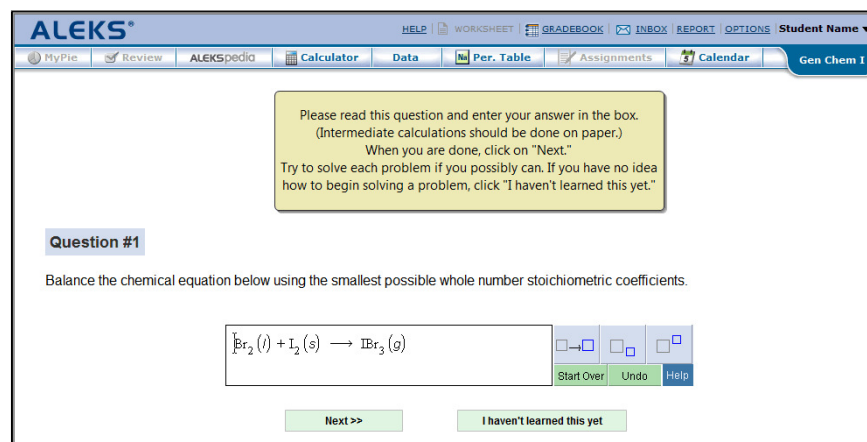 ALEKS®
HELP | WORKSHEET | GRADEBOOK | INBOX | REPORT | OPTIONS Student Name
MyPie Review ALEKSpedia Calculator Data Na Per. Table Assignments 5 Calendar Gen Chem I
Please read this question and enter your answer in the box.
(Intermediate calculations should be done on paper.)
When you are done, click on "Next."
Try to solve each problem if you possibly can. If you have no idea
how to begin solving a problem, click "I haven't learned this yet."
Question #1
Balance the chemical equation below using the smallest possible whole number stoichiometric coefficients.
Br₂(l) + I₂(s) ⟶ IBr₃(g)
Start Over Undo Help
Next >> I haven't learned this yet